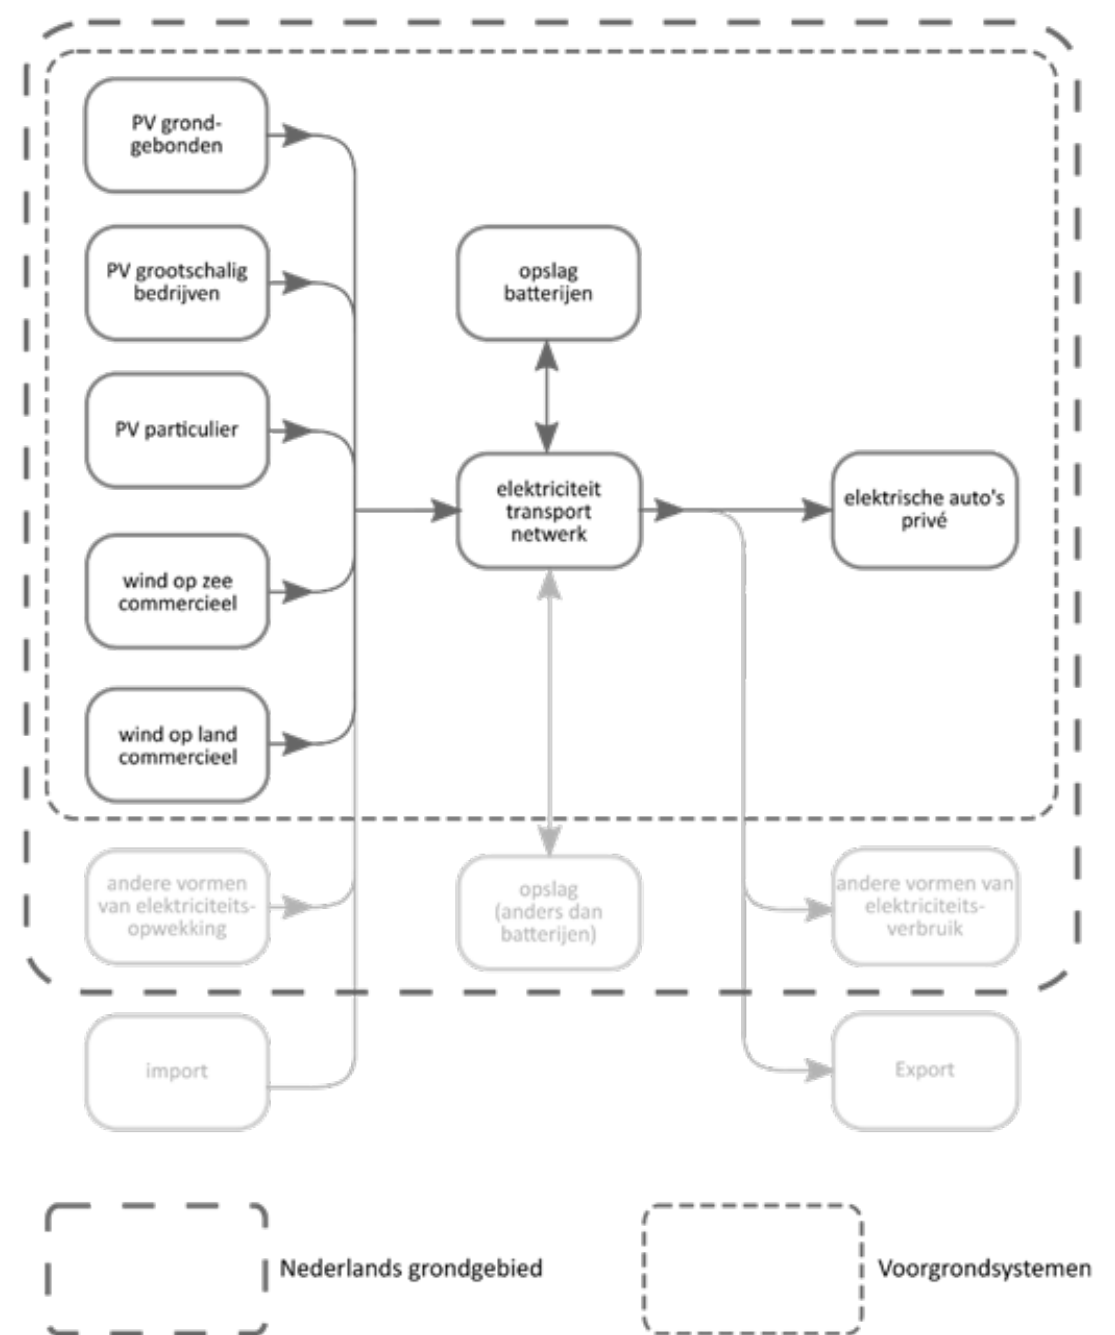 PV grond-
gebonden
PV grootschalig
bedrijven
opslag
batterijen
PV particulier
elektriciteit
transport
netwerk
elektrische auto's
privé
wind op zee
commercieel
wind op land
commercieel
andere vormen
van elektriciteits-
opwekking
opslag
(anders dan
batterijen)
andere vormen van
elektriciteits-
verbruik
import
Export
Nederlands grondgebied
Voorgrondsystemen